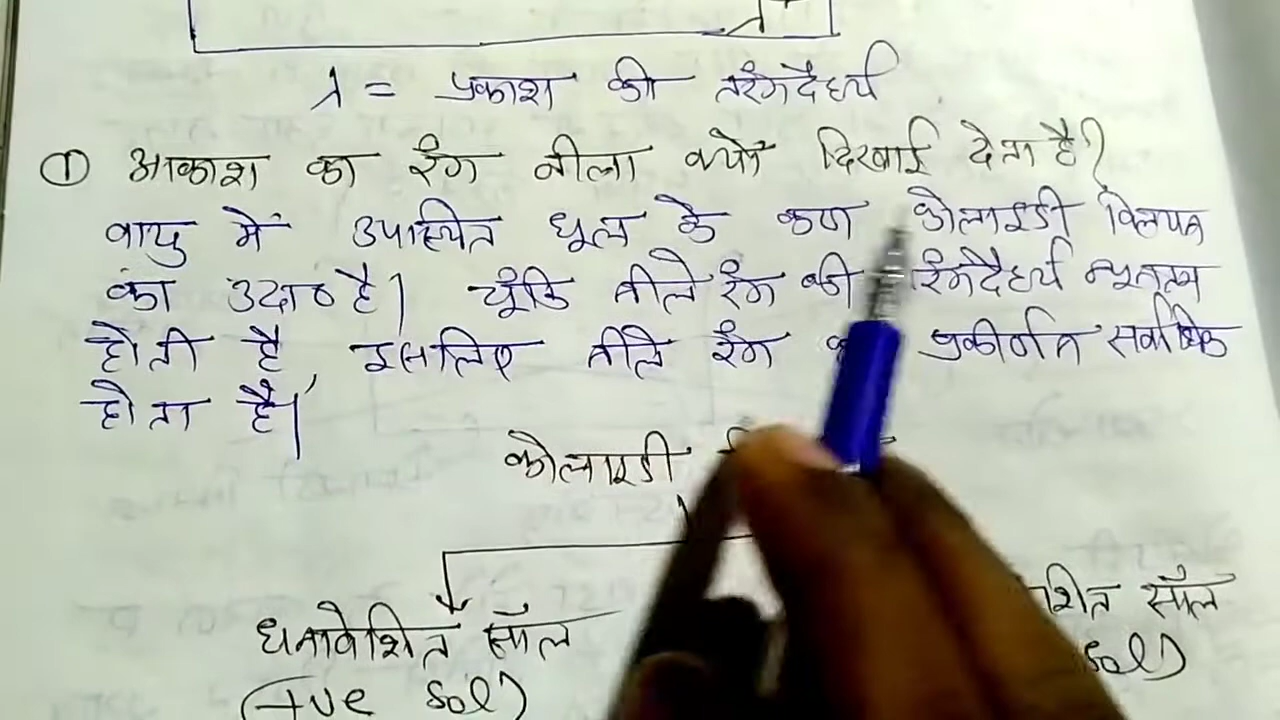 λ = प्रकाश की तरंगदैर्ध्य
① आकाश का रंग नीला क्यों दिखाई देता है?
वायु में उपस्थित धूल के कण कोलाइडी विलयन
का उदा० है। चूंकि नीले रंग की तरंगदैर्ध्य न्यूनतम
होती है, इसलिए नीले रंग का प्रकीर्णन सर्वाधिक
होता है।
कोलाइडी
धनावेशित सॉल सॉल
(+ve sol) sol)